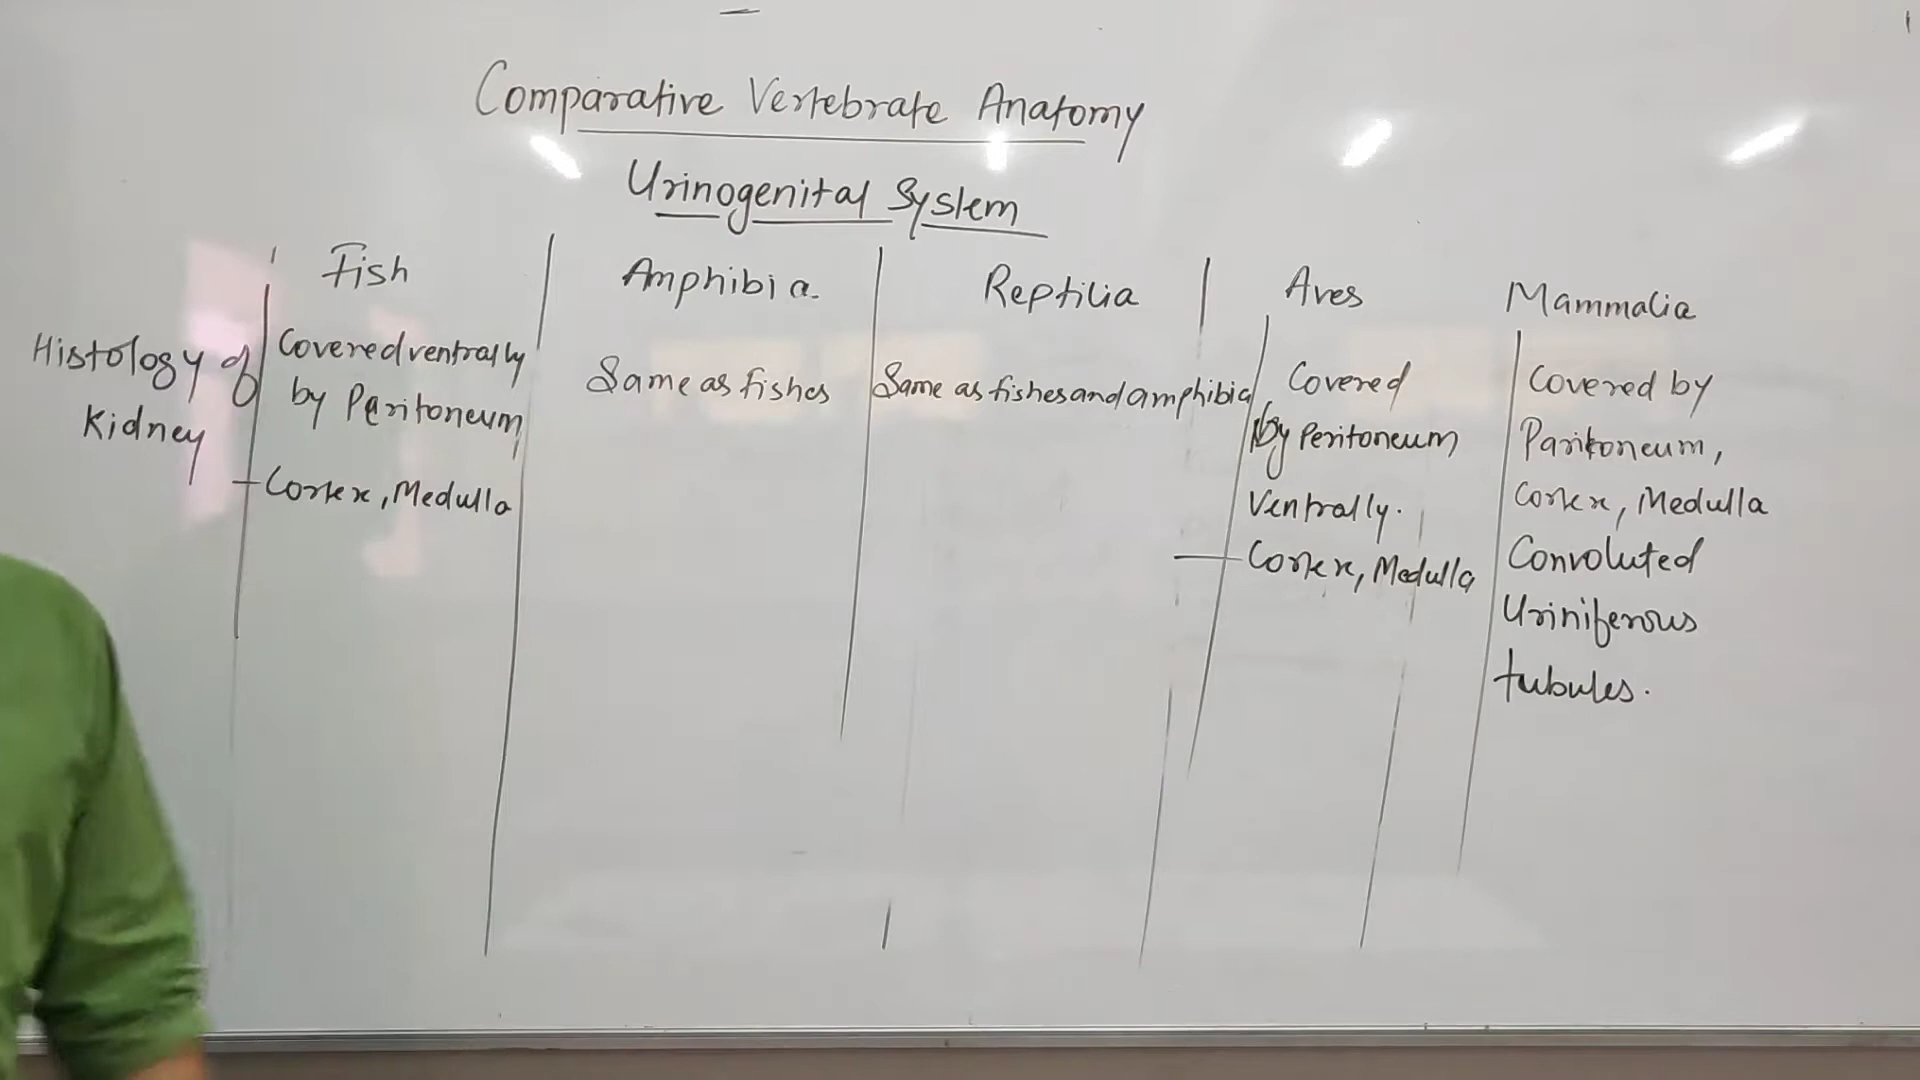 Comparative Vertebrate Anatomy
Urinogenital System
Fish
Amphibia.
Reptilia
Aves
Mammalia
Histology of
Kidney
Covered ventrally
by Peritoneum
Cortex, Medulla
Same as fishes
Same as fishes and amphibia
Covered
by Peritoneum
Ventrally.
Cortex, Medulla
Covered by
Paritoneum,
Cortex, Medulla
Convoluted
Uriniferous
tubules.